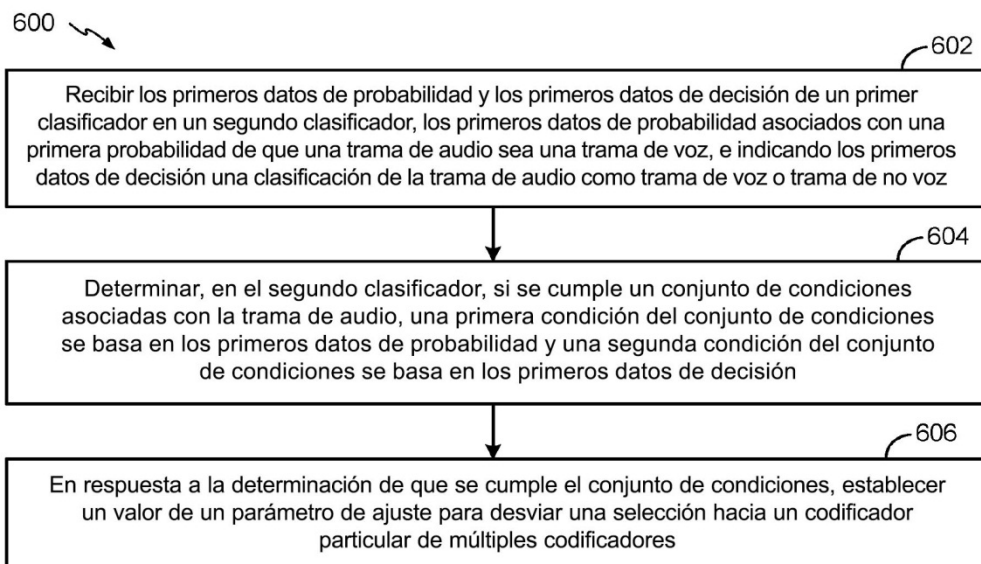 600
602
Recibir los primeros datos de probabilidad y los primeros datos de decisión de un primer
clasificador en un segundo clasificador, los primeros datos de probabilidad asociados con una
primera probabilidad de que una trama de audio sea una trama de voz, e indicando los primeros
datos de decisión una clasificación de la trama de audio como trama de voz o trama de no voz
604
Determinar, en el segundo clasificador, si se cumple un conjunto de condiciones
asociadas con la trama de audio, una primera condición del conjunto de condiciones
se basa en los primeros datos de probabilidad y una segunda condición del conjunto
de condiciones se basa en los primeros datos de decisión
606
En respuesta a la determinación de que se cumple el conjunto de condiciones, establecer
un valor de un parámetro de ajuste para desviar una selección hacia un codificador
particular de múltiples codificadores